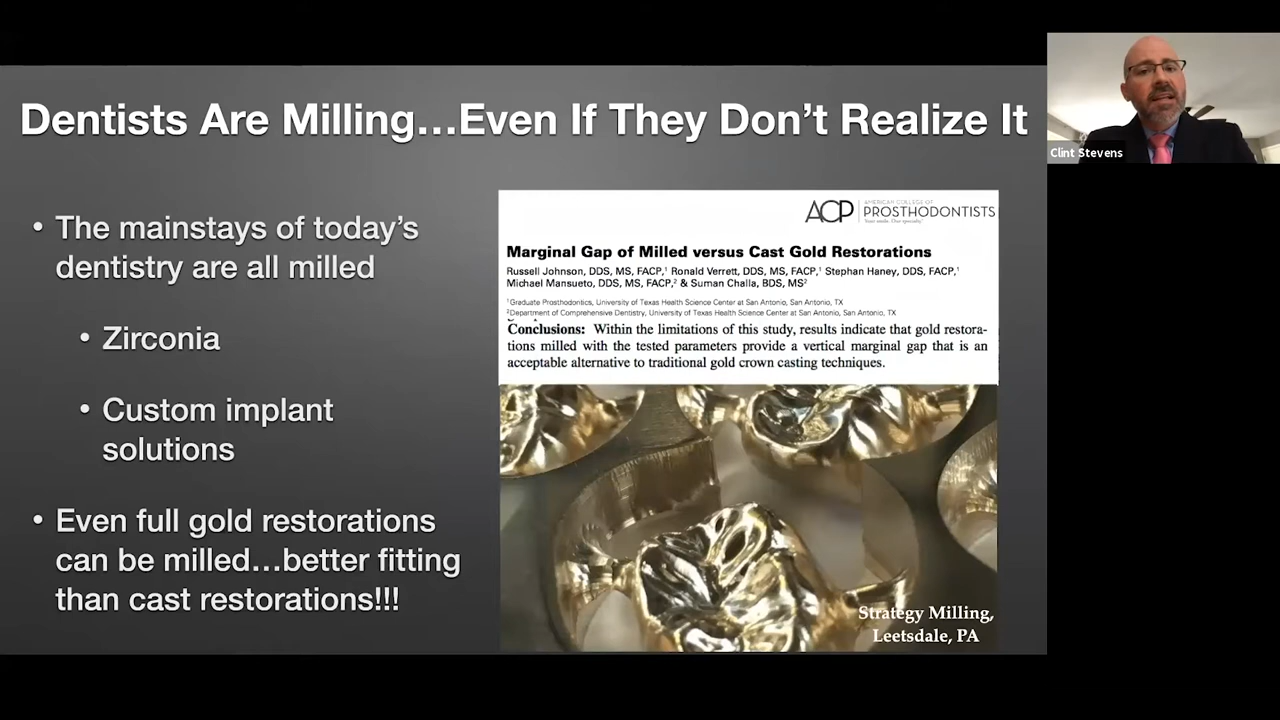 Dentists Are Milling...Even If They Don't Realize It
Clint Stevens
• The mainstays of today's
dentistry are all milled
• Zirconia
• Custom implant
solutions
• Even full gold restorations
can be milled...better fitting
than cast restorations!!!
ACP AMERICAN COLLEGE OF
PROSTHODONTISTS
Your smile. Our specialty.
Marginal Gap of Milled versus Cast Gold Restorations
Russell Johnson, DDS, MS, FACP,¹ Ronald Verrett, DDS, MS, FACP,¹ Stephan Haney, DDS, FACP,¹
Michael Mansueto, DDS, MS, FACP,² & Suman Challa, BDS, MS²
¹Graduate Prosthodontics, University of Texas Health Science Center at San Antonio, San Antonio, TX
²Department of Comprehensive Dentistry, University of Texas Health Science Center at San Antonio, San Antonio, TX
Conclusions: Within the limitations of this study, results indicate that gold restora-
tions milled with the tested parameters provide a vertical marginal gap that is an
acceptable alternative to traditional gold crown casting techniques.
Strategy Milling,
Leetsdale, PA